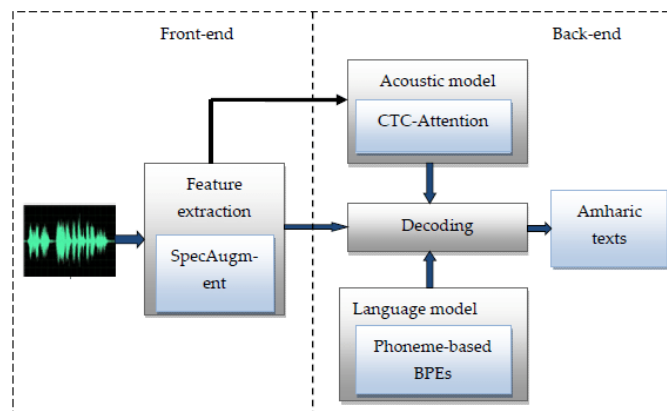 Front-end
Back-end
Acoustic model
CTC-Attention
Feature
extraction
SpecAugm-
ent
Decoding
Amharic
texts
Language model
Phoneme-based
BPEs